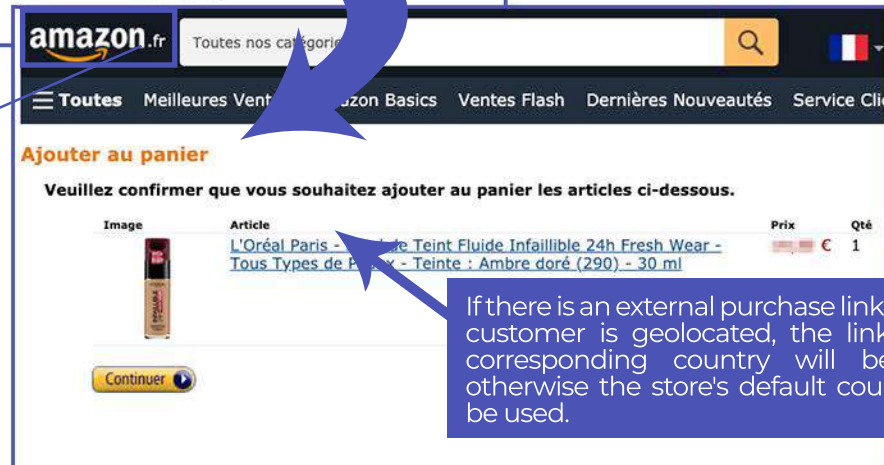 amazon.fr Toutes nos catégorie
Toutes Meilleures Vent Amazon Basics Ventes Flash Dernières Nouveautés Service Clie
Ajouter au panier
Veuillez confirmer que vous souhaitez ajouter au panier les articles ci-dessous.
Image Article Prix Qté
L'Oréal Paris - de Teint Fluide Infaillible 24h Fresh Wear - € 1
Tous Types de - Teinte : Ambre doré (290) - 30 ml
Continuer
If there is an external purchase link
customer is geolocated, the link
corresponding country will be
otherwise the store's default cou
be used.